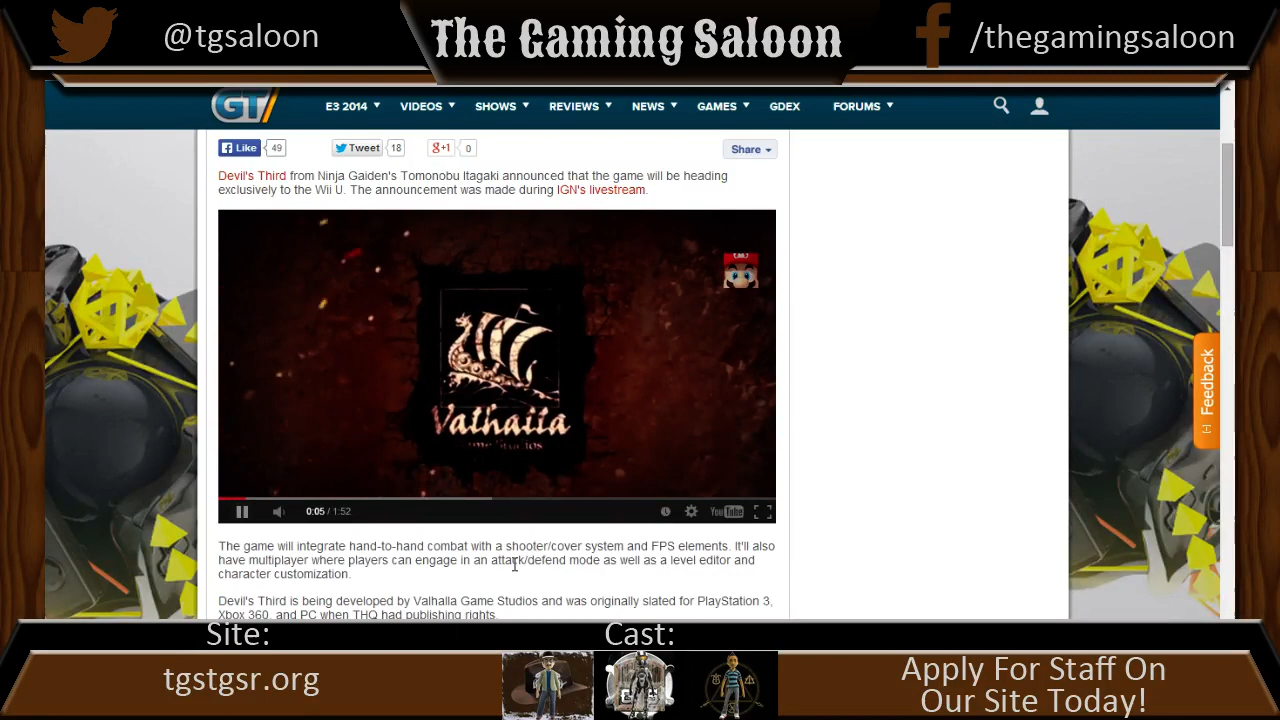 @tgsaloon
The Gaming Saloon
/thegamingsaloon
GT
E3 2014 VIDEOS SHOWS REVIEWS NEWS GAMES GDEX FORUMS
Like 49 Tweet 18 g+1 0 Share
Devil's Third from Ninja Gaiden's Tomonobu Itagaki announced that the game will be heading
exclusively to the Wii U. The announcement was made during IGN's livestream.
Valhalla
0:05 / 1:52 YouTube
[-] Feedback
The game will integrate hand-to-hand combat with a shooter/cover system and FPS elements. It'll also
have multiplayer where players can engage in an attack/defend mode as well as a level editor and
character customization.
Devil's Third is being developed by Valhalla Game Studios and was originally slated for PlayStation 3,
Xbox 360, and PC when THQ had publishing rights.
Site:
tgstgsr.org
Cast:
Apply For Staff On
Our Site Today!